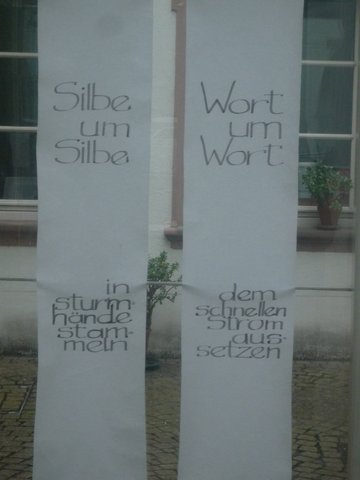 Silbe
um
Silbe
in
sturm-
hände
stam-
meln
Wort
um
Wort
dem
schnellen
Strom
aus-
setzen